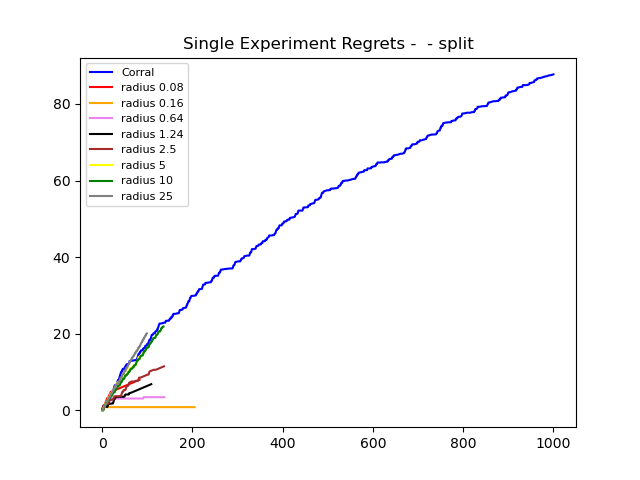 Single Experiment Regrets -  - split
Corral
radius 0.08
radius 0.16
radius 0.64
radius 1.24
radius 2.5
radius 5
radius 10
radius 25
80
60
40
20
0
0 200 400 600 800 1000